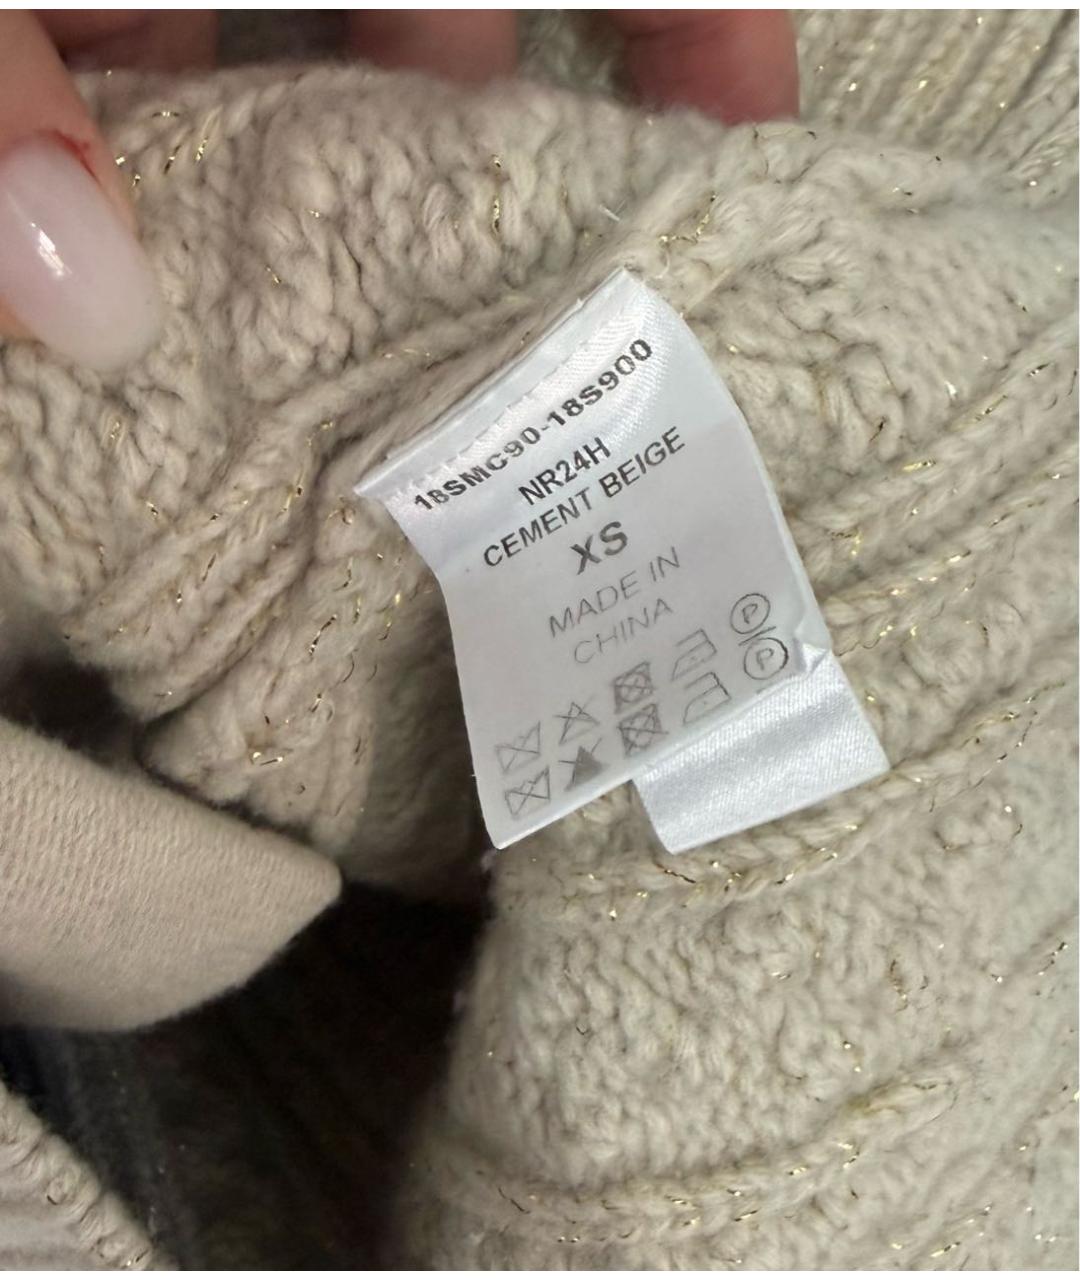 18SMC90-18S900
NR24H
CEMENT BEIGE
XS
MADE IN
CHINA
P
P